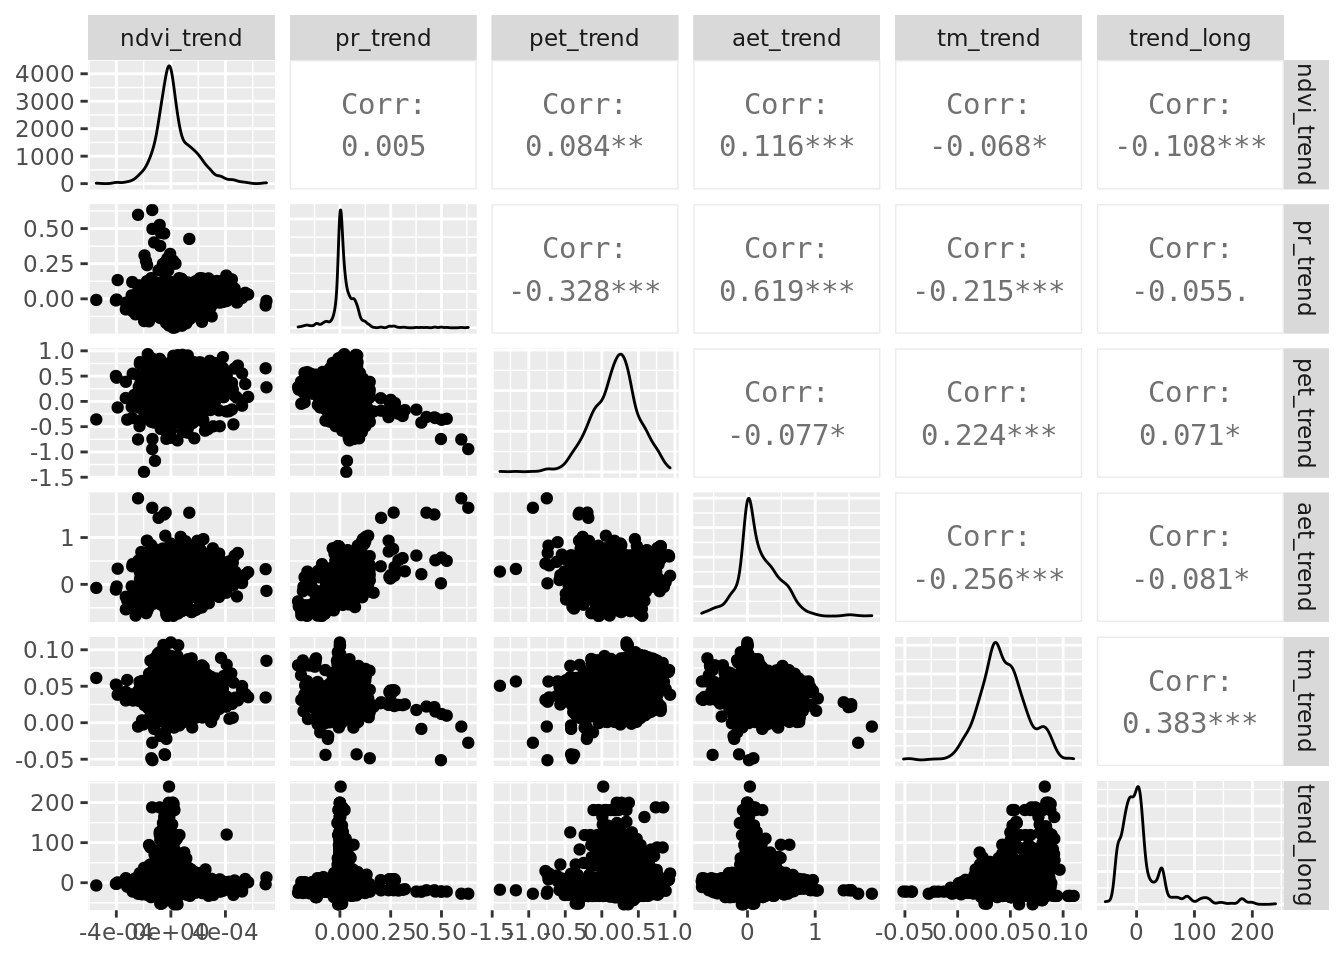 ndvi_trend pr_trend pet_trend aet_trend tm_trend trend_long
4000
3000
2000
1000
0
Corr:
0.005
Corr:
0.084**
Corr:
0.116***
Corr:
-0.068*
Corr:
-0.108***
ndvi_trend
0.50
0.25
0.00
Corr:
-0.328***
Corr:
0.619***
Corr:
-0.215***
Corr:
-0.055.
pr_trend
1.0
0.5
0.0
-0.5
-1.0
-1.5
Corr:
-0.077*
Corr:
0.224***
Corr:
0.071*
pet_trend
1
0
Corr:
-0.256***
Corr:
-0.081*
aet_trend
0.10
0.05
0.00
-0.05
Corr:
0.383***
tm_trend
200
100
0
trend_long
-4e-04 0e+00 4e-04
0.00 0.25 0.50
-1.5 -1.0 -0.5 0.0 0.5 1.0
0 1
-0.05 0.00 0.05 0.10
0 100 200